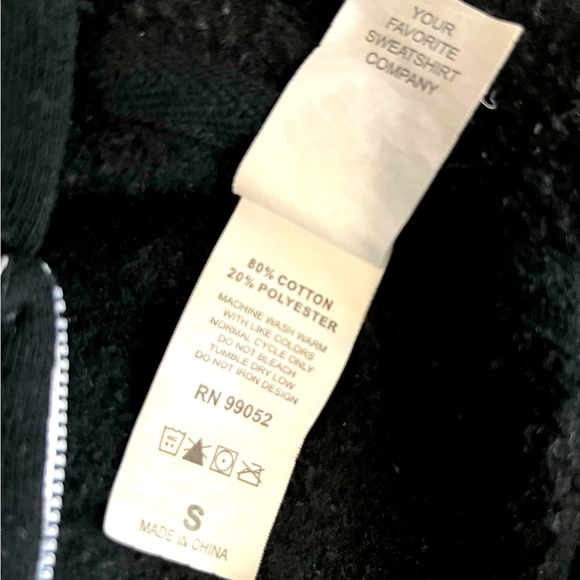 YOUR
FAVORITE
SWEATSHIRT
COMPANY
80% COTTON
20% POLYESTER
MACHINE WASH WARM
WITH LIKE COLORS
NORMAL CYCLE ONLY
DO NOT BLEACH
TUMBLE DRY LOW
DO NOT IRON DESIGN
RN 99052
40C
S
MADE IN CHINA